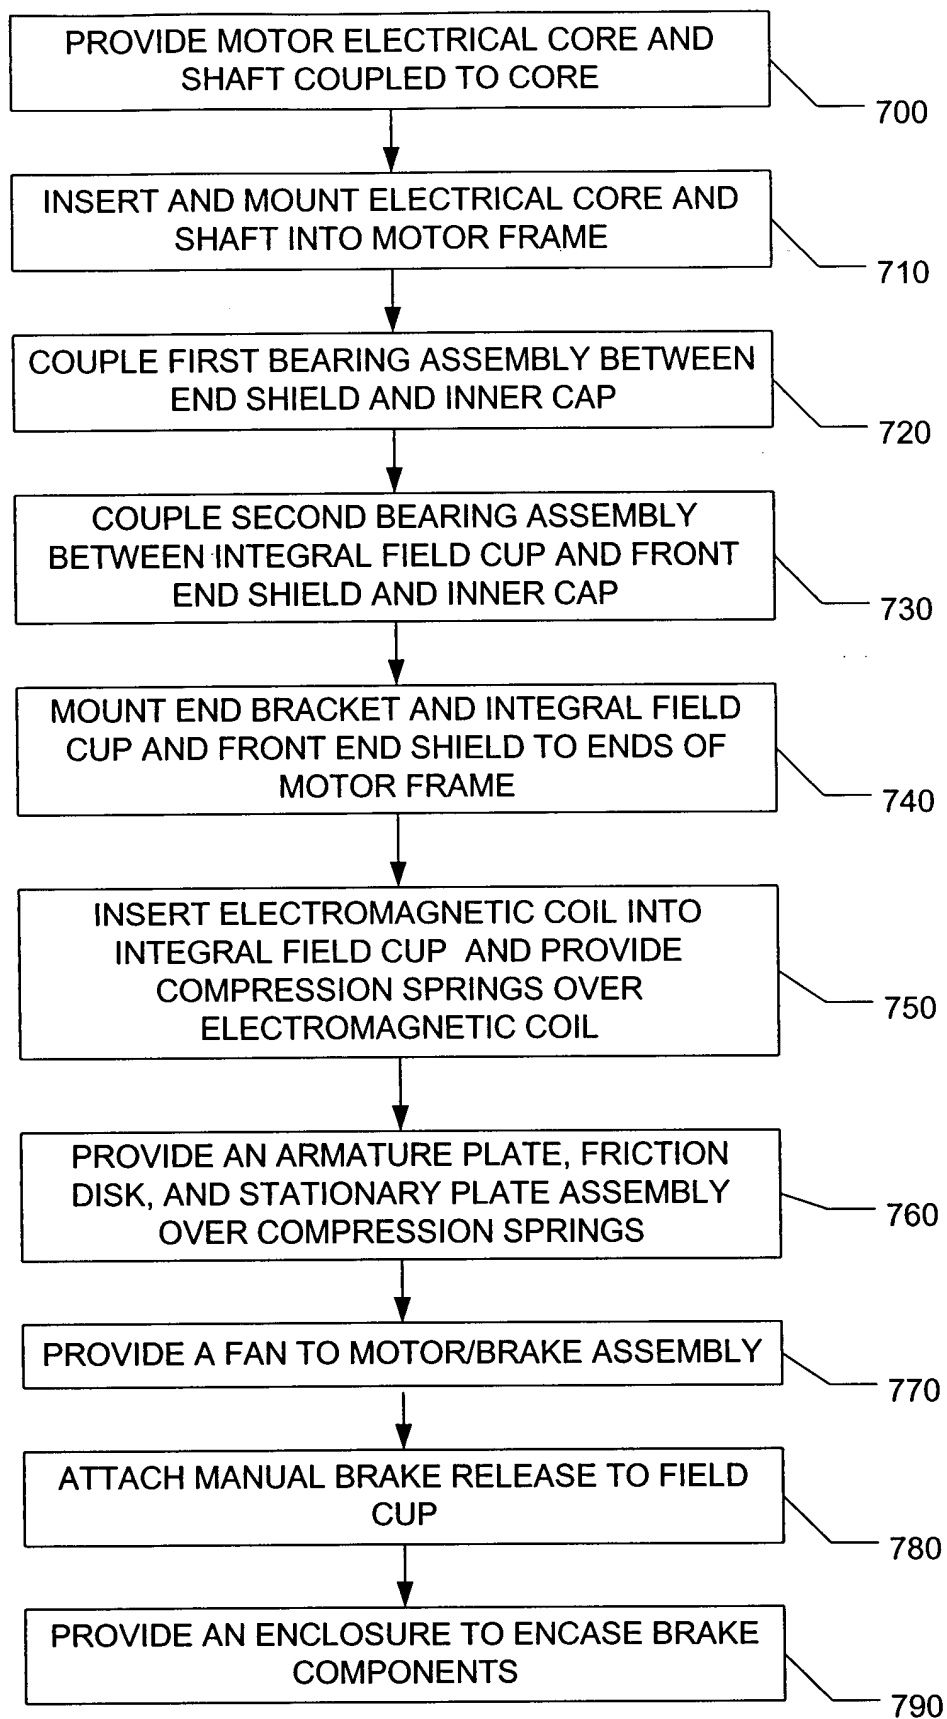 PROVIDE MOTOR ELECTRICAL CORE AND
SHAFT COUPLED TO CORE
700
INSERT AND MOUNT ELECTRICAL CORE AND
SHAFT INTO MOTOR FRAME
710
COUPLE FIRST BEARING ASSEMBLY BETWEEN
END SHIELD AND INNER CAP
720
COUPLE SECOND BEARING ASSEMBLY
BETWEEN INTEGRAL FIELD CUP AND FRONT
END SHIELD AND INNER CAP
730
MOUNT END BRACKET AND INTEGRAL FIELD
CUP AND FRONT END SHIELD TO ENDS OF
MOTOR FRAME
740
INSERT ELECTROMAGNETIC COIL INTO
INTEGRAL FIELD CUP AND PROVIDE
COMPRESSION SPRINGS OVER
ELECTROMAGNETIC COIL
750
PROVIDE AN ARMATURE PLATE, FRICTION
DISK, AND STATIONARY PLATE ASSEMBLY
OVER COMPRESSION SPRINGS
760
PROVIDE A FAN TO MOTOR/BRAKE ASSEMBLY
770
ATTACH MANUAL BRAKE RELEASE TO FIELD
CUP
780
PROVIDE AN ENCLOSURE TO ENCASE BRAKE
COMPONENTS
790